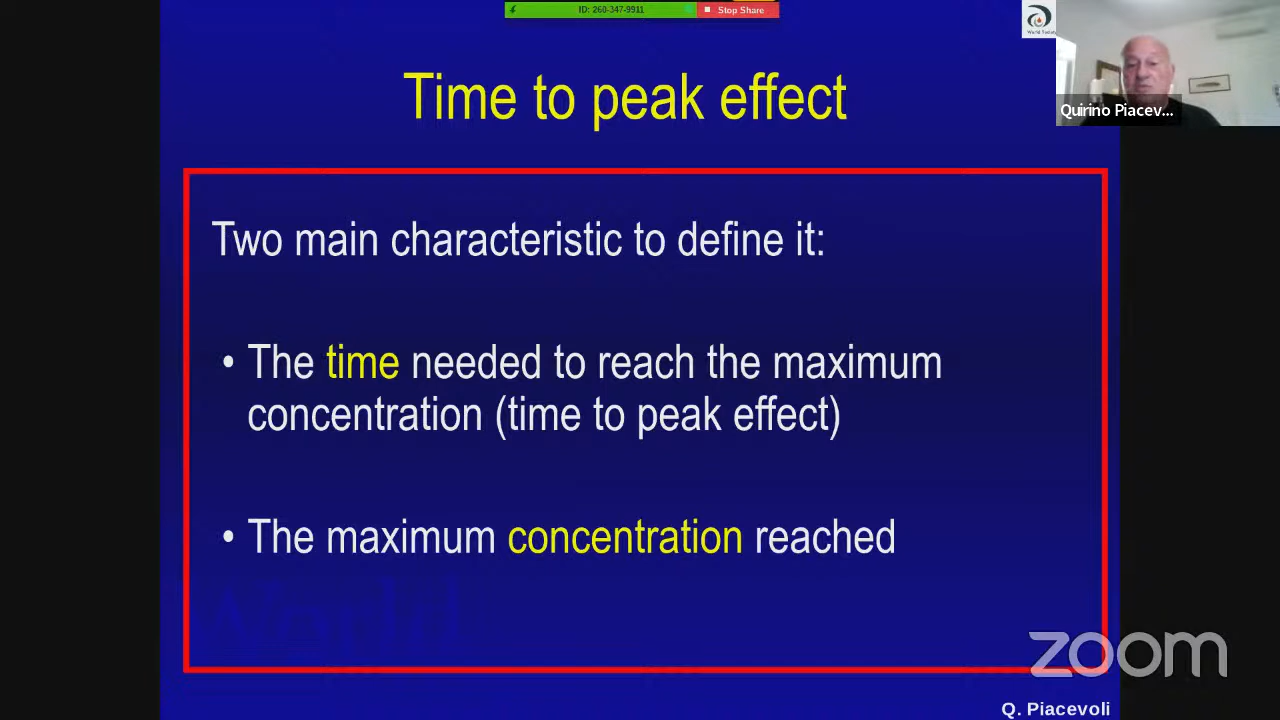 ID: 260-347-9911
Stop Share
Time to peak effect
Quirino Piacev...
Two main characteristic to define it:
• The time needed to reach the maximum
concentration (time to peak effect)
• The maximum concentration reached
World
zoom
Q. Piacevoli